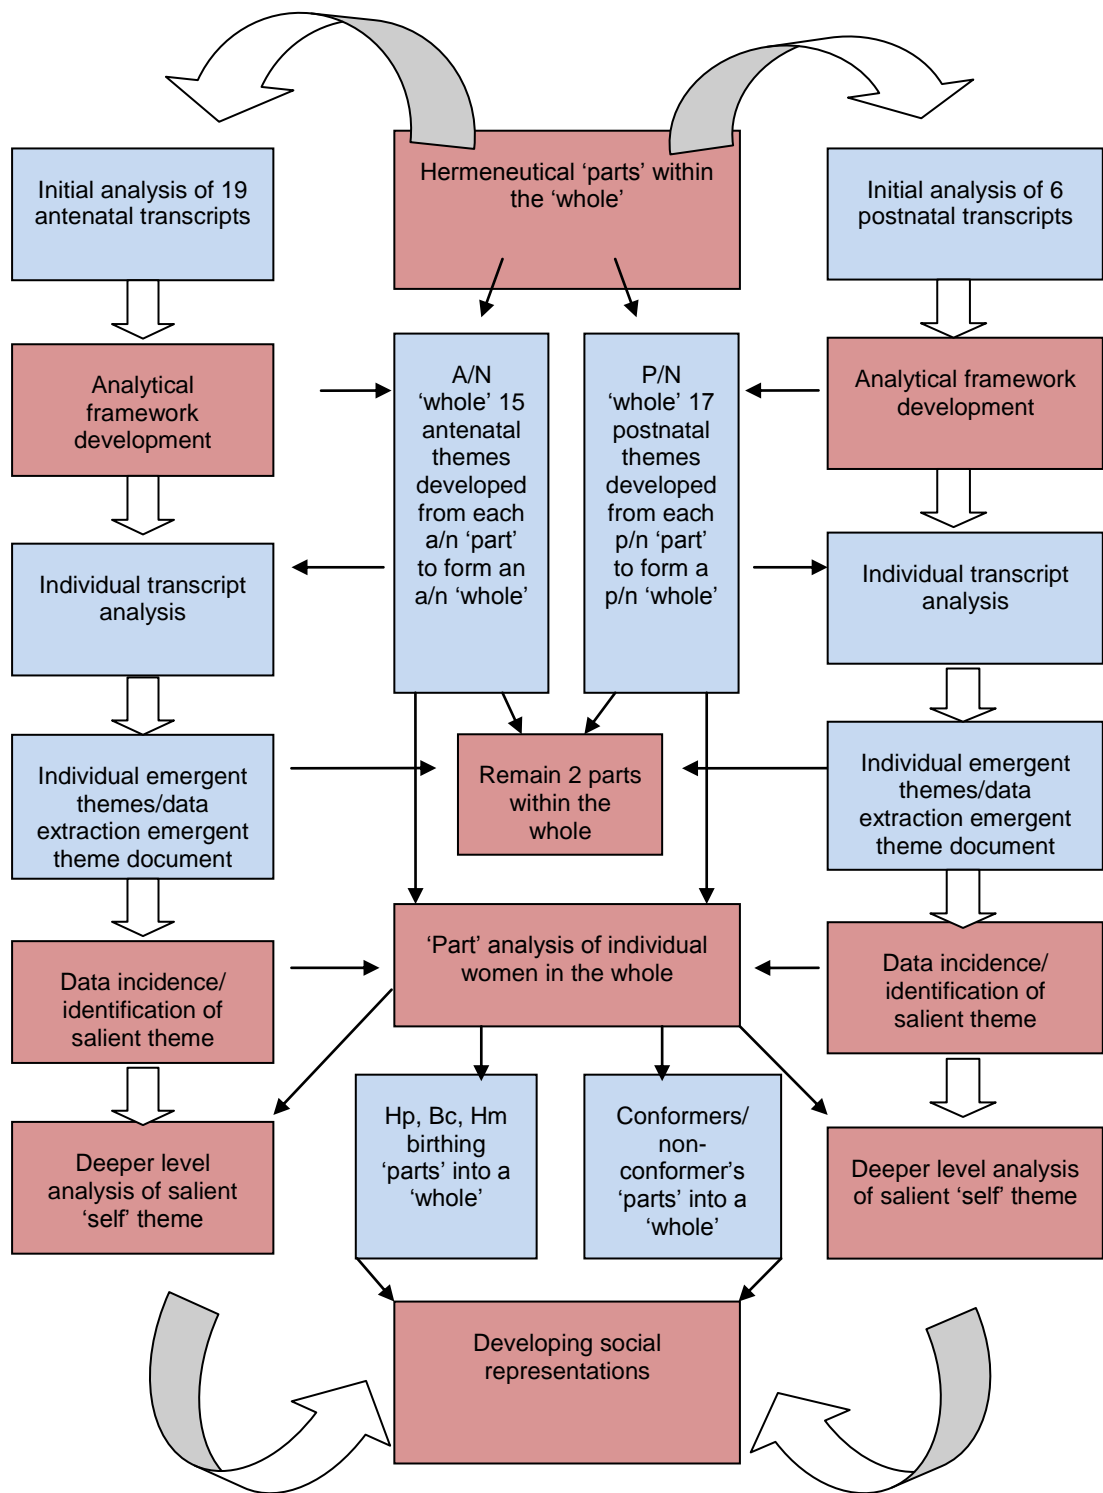 Hermeneutical ‘parts’ within
the ‘whole’
Initial analysis of 19
antenatal transcripts
Initial analysis of 6
postnatal transcripts
Analytical
framework
development
A/N
‘whole’ 15
antenatal
themes
developed
from each
a/n ‘part’
to form an
a/n ‘whole’
P/N
‘whole’ 17
postnatal
themes
developed
from each
p/n ‘part’
to form a
p/n ‘whole’
Analytical framework
development
Individual transcript
analysis
Individual transcript
analysis
Individual emergent
themes/data
extraction emergent
theme document
Remain 2 parts
within the
whole
Individual emergent
themes/data
extraction emergent
theme document
Data incidence/
identification of
salient theme
‘Part’ analysis of individual
women in the whole
Data incidence/
identification of
salient theme
Deeper level
analysis of salient
‘self’ theme
Hp, Bc, Hm
birthing
‘parts’ into a
‘whole’
Conformers/
non-
conformer’s
‘parts’ into a
‘whole’
Deeper level analysis
of salient ‘self’ theme
Developing social
representations